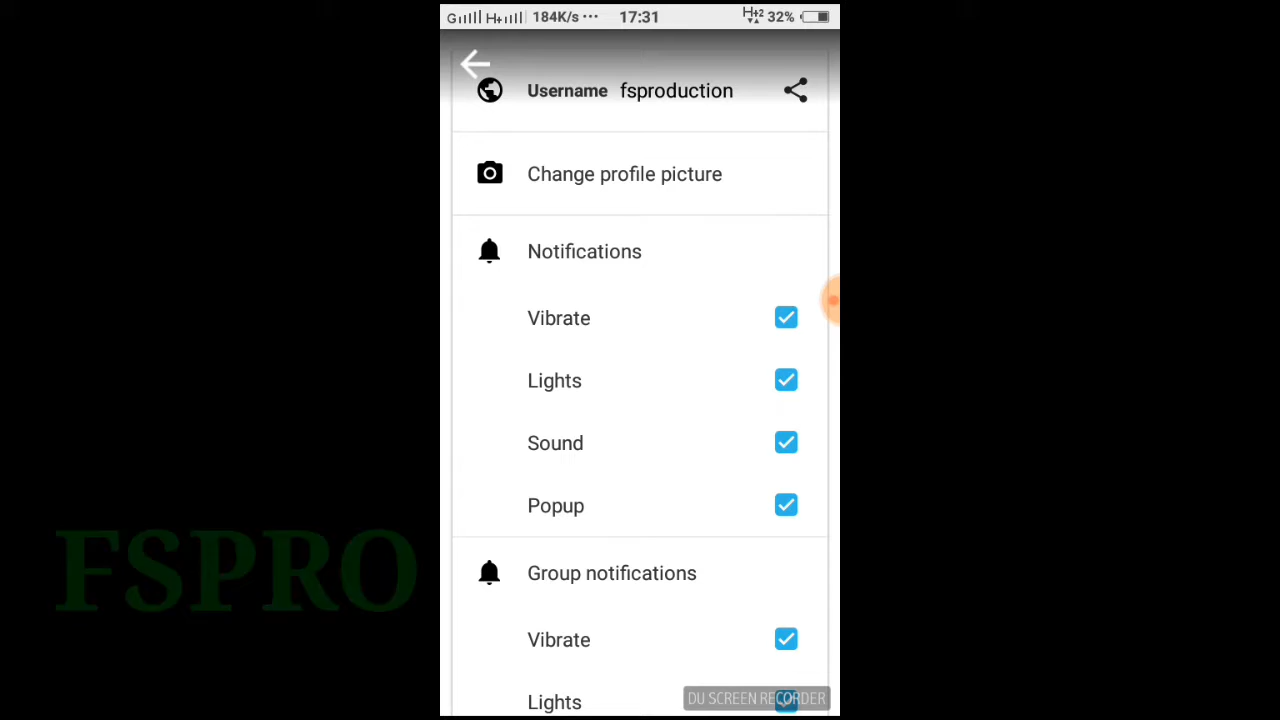 G H+ 184K/s ... 17:31 H+2 32%
Username fsproduction
Change profile picture
Notifications
Vibrate
Lights
Sound
Popup
Group notifications
Vibrate
Lights
DU SCREEN RECORDER
FSPRO